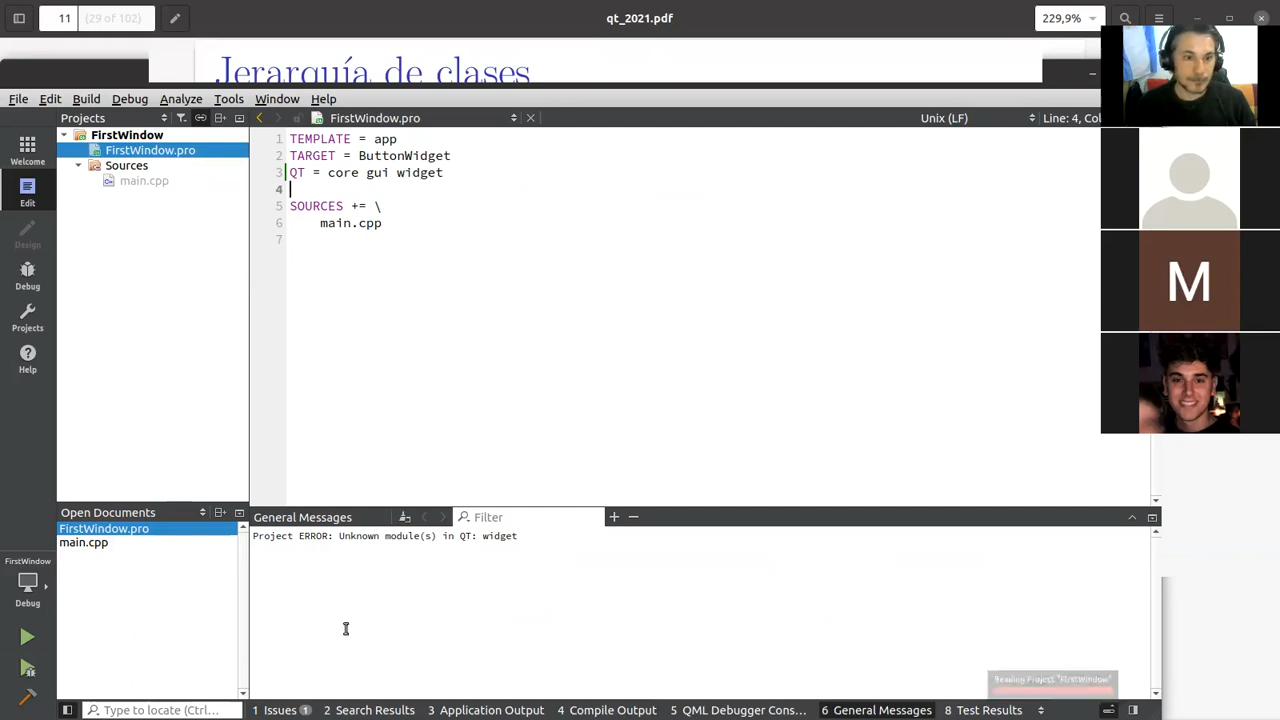 11
(29 of 102)
qt_2021.pdf
229,9%
Jerarquía de clases
File Edit Build Debug Analyze Tools Window Help
Projects
FirstWindow.pro
Unix (LF)
Line: 4, Col
FirstWindow
FirstWindow.pro
Sources
main.cpp
Welcome
Edit
Design
Debug
Projects
Help
1 TEMPLATE = app
2 TARGET = ButtonWidget
3 QT = core gui widget
4
5 SOURCES += \
6 main.cpp
7
M
Open Documents
FirstWindow.pro
main.cpp
General Messages
Filter
Project ERROR: Unknown module(s) in QT: widget
FirstWindow
Debug
Reading Project "FirstWindow"
Type to locate (Ctrl...
1 Issues 1
2 Search Results
3 Application Output
4 Compile Output
5 QML Debugger Cons...
6 General Messages
8 Test Results